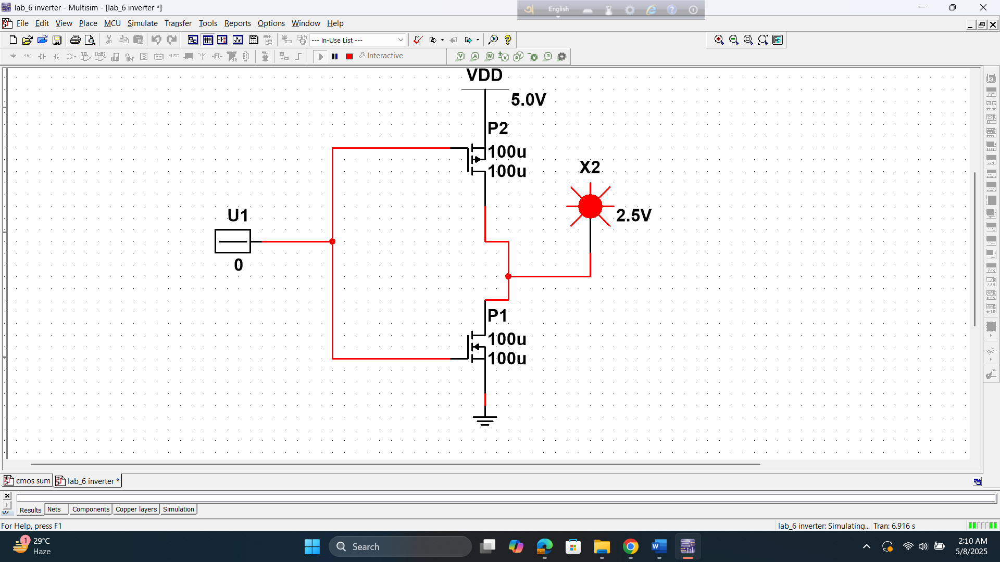 lab_6 inverter - Multisim - [lab_6 inverter *]
English
File Edit View Place MCU Simulate Transfer Tools Reports Options Window Help
--- In-Use List ---
MISC
Interactive
VDD
5.0V
P2
100u
100u
X2
2.5V
U1
0
P1
100u
100u
cmos sum
lab_6 inverter *
Results Nets Components Copper layers Simulation
For Help, press F1
lab_6 inverter: Simulating... Tran: 6.916 s
1
29°C
Haze
Search
2:10 AM
5/8/2025